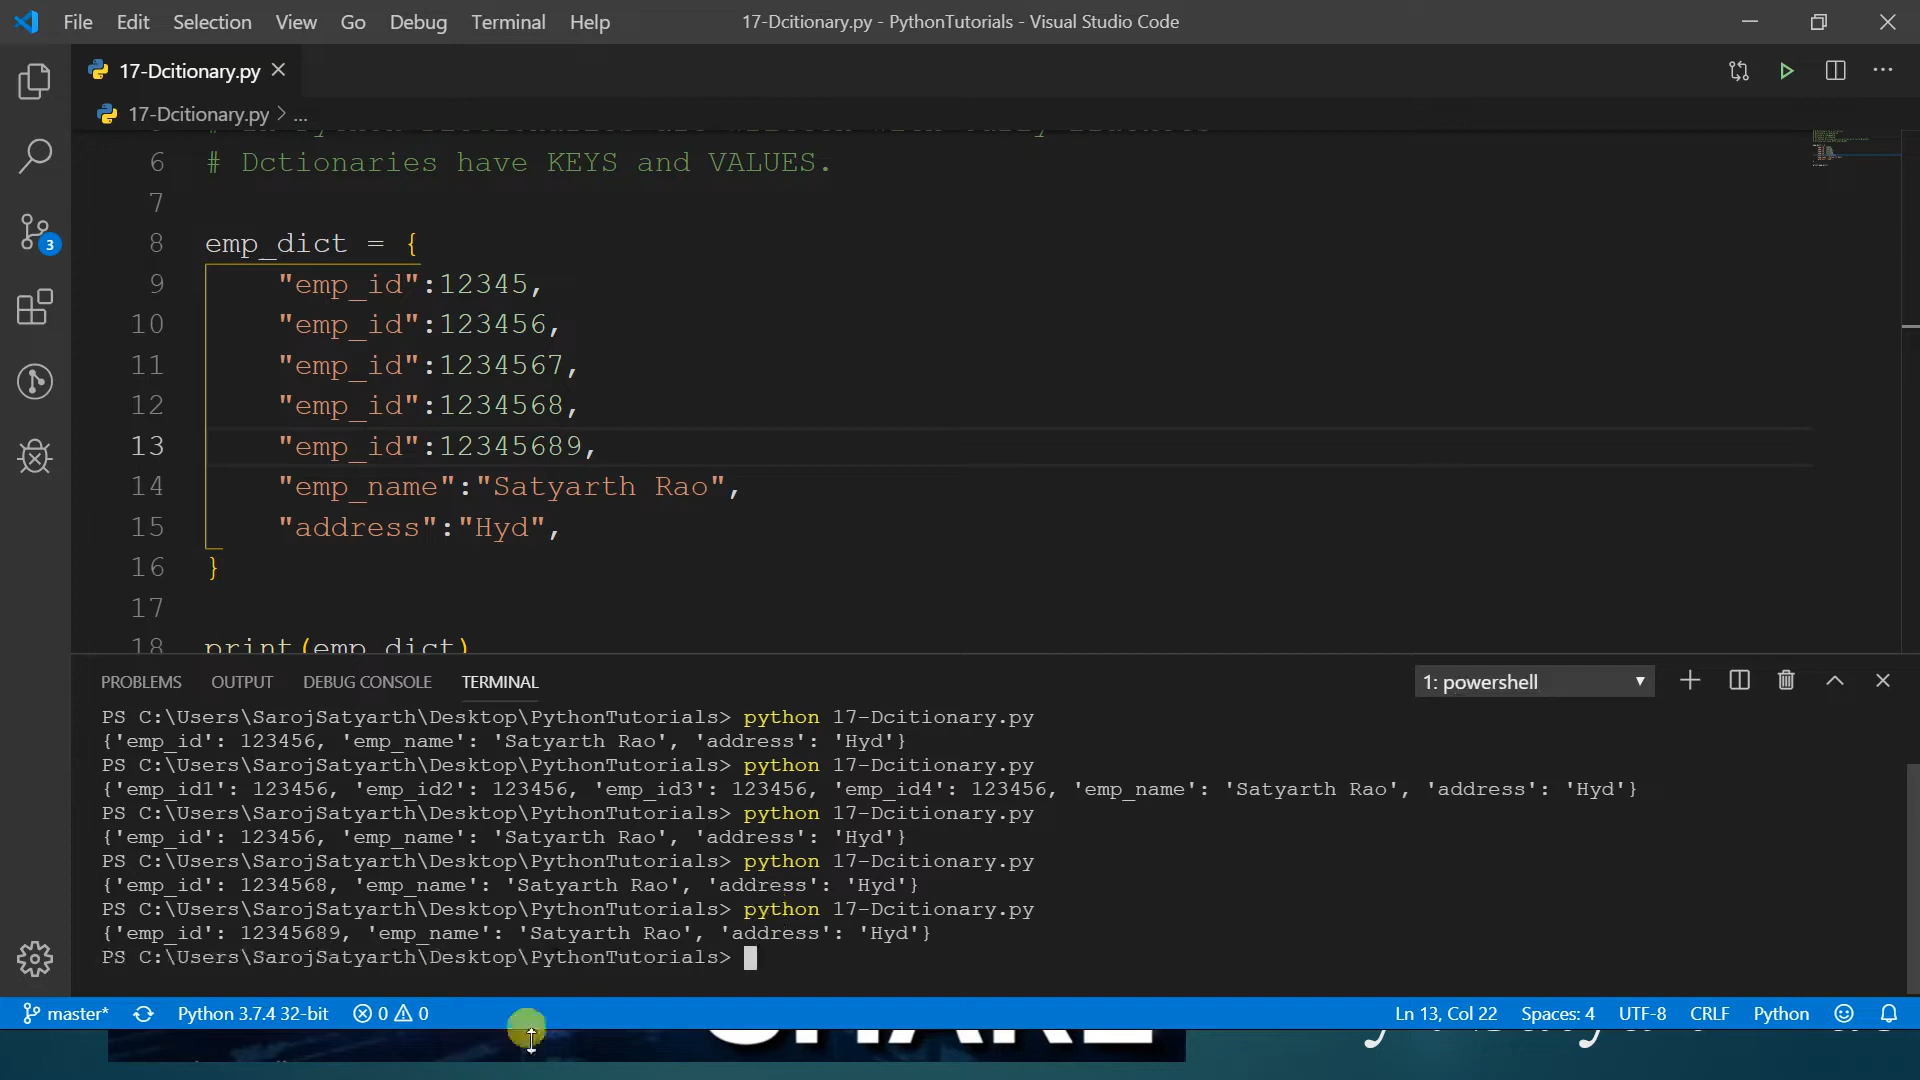 File Edit Selection View Go Debug Terminal Help 17-Dcitionary.py - PythonTutorials - Visual Studio Code
17-Dcitionary.py
17-Dcitionary.py > ...
6 # Dctionaries have KEYS and VALUES.
7
8 emp_dict = {
9 "emp_id":12345,
10 "emp_id":123456,
11 "emp_id":1234567,
12 "emp_id":1234568,
3
13 "emp_id":12345689,
14 "emp_name":"Satyarth Rao",
15 "address":"Hyd",
16 }
17
18 print(emp_dict)
PROBLEMS OUTPUT DEBUG CONSOLE TERMINAL 1: powershell
PS C:\Users\SarojSatyarth\Desktop\PythonTutorials> python 17-Dcitionary.py
{'emp_id': 123456, 'emp_name': 'Satyarth Rao', 'address': 'Hyd'}
PS C:\Users\SarojSatyarth\Desktop\PythonTutorials> python 17-Dcitionary.py
{'emp_id1': 123456, 'emp_id2': 123456, 'emp_id3': 123456, 'emp_id4': 123456, 'emp_name': 'Satyarth Rao', 'address': 'Hyd'}
PS C:\Users\SarojSatyarth\Desktop\PythonTutorials> python 17-Dcitionary.py
{'emp_id': 123456, 'emp_name': 'Satyarth Rao', 'address': 'Hyd'}
PS C:\Users\SarojSatyarth\Desktop\PythonTutorials> python 17-Dcitionary.py
{'emp_id': 1234568, 'emp_name': 'Satyarth Rao', 'address': 'Hyd'}
PS C:\Users\SarojSatyarth\Desktop\PythonTutorials> python 17-Dcitionary.py
{'emp_id': 12345689, 'emp_name': 'Satyarth Rao', 'address': 'Hyd'}
PS C:\Users\SarojSatyarth\Desktop\PythonTutorials>
master* Python 3.7.4 32-bit 0 0 Ln 13, Col 22 Spaces: 4 UTF-8 CRLF Python